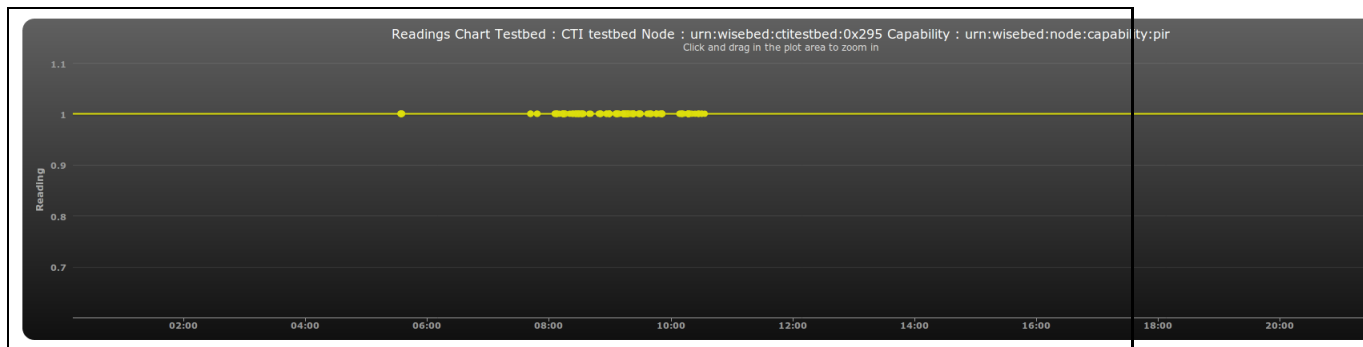 Readings Chart Testbed : CTI testbed Node : urn:wisebed:ctitestbed:0x295 Capability : urn:wisebed:node:capability:pir
Click and drag in the plot area to zoom in
1.1
1
0.9
0.8
0.7
Reading
02:00 04:00 06:00 08:00 10:00 12:00 14:00 16:00 18:00 20:00